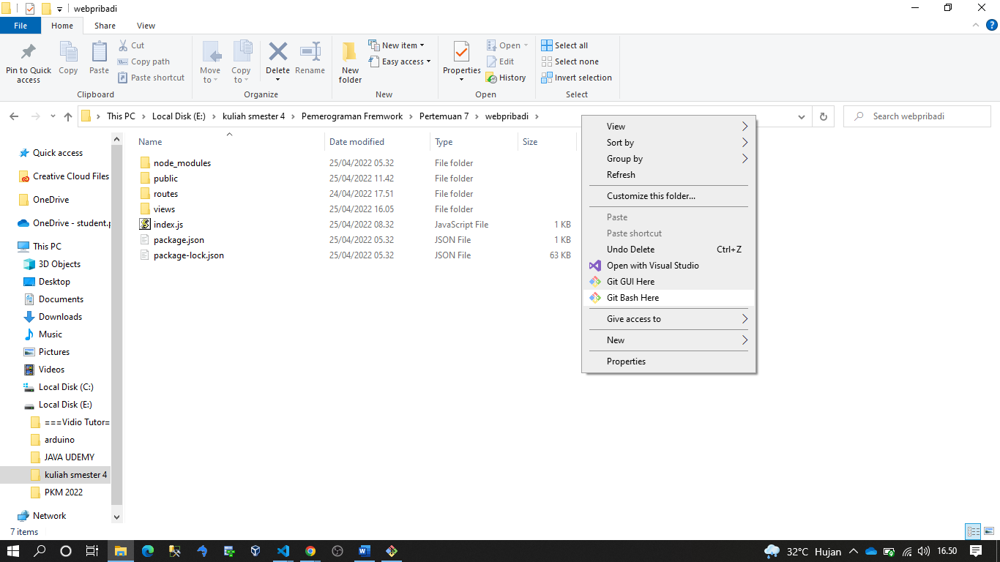 webpribadi
File Home Share View
Pin to Quick access
Copy
Paste
Cut
Copy path
Paste shortcut
Clipboard
Move to
Copy to
Delete
Rename
Organize
New folder
New item
Easy access
New
Properties
Open
Edit
History
Open
Select all
Select none
Invert selection
Select
This PC > Local Disk (E:) > kuliah smester 4 > Pemerograman Fremwork > Pertemuan 7 > webpribadi >
Search webpribadi
Quick access
Creative Cloud Files
OneDrive
OneDrive - student.p
This PC
3D Objects
Desktop
Documents
Downloads
Music
Pictures
Videos
Local Disk (C:)
Local Disk (E:)
===Vidio Tutor=
arduino
JAVA UDEMY
kuliah smester 4
PKM 2022
Network
Name Date modified Type Size
node_modules 25/04/2022 05.32 File folder
public 25/04/2022 11.42 File folder
routes 24/04/2022 17.51 File folder
views 25/04/2022 16.05 File folder
index.js 25/04/2022 08.32 JavaScript File 1 KB
package.json 25/04/2022 05.32 JSON File 1 KB
package-lock.json 25/04/2022 05.32 JSON File 63 KB
View
Sort by
Group by
Refresh
Customize this folder...
Paste
Paste shortcut
Undo Delete Ctrl+Z
Open with Visual Studio
Git GUI Here
Git Bash Here
Give access to
New
Properties
7 items
32°C Hujan
16.50